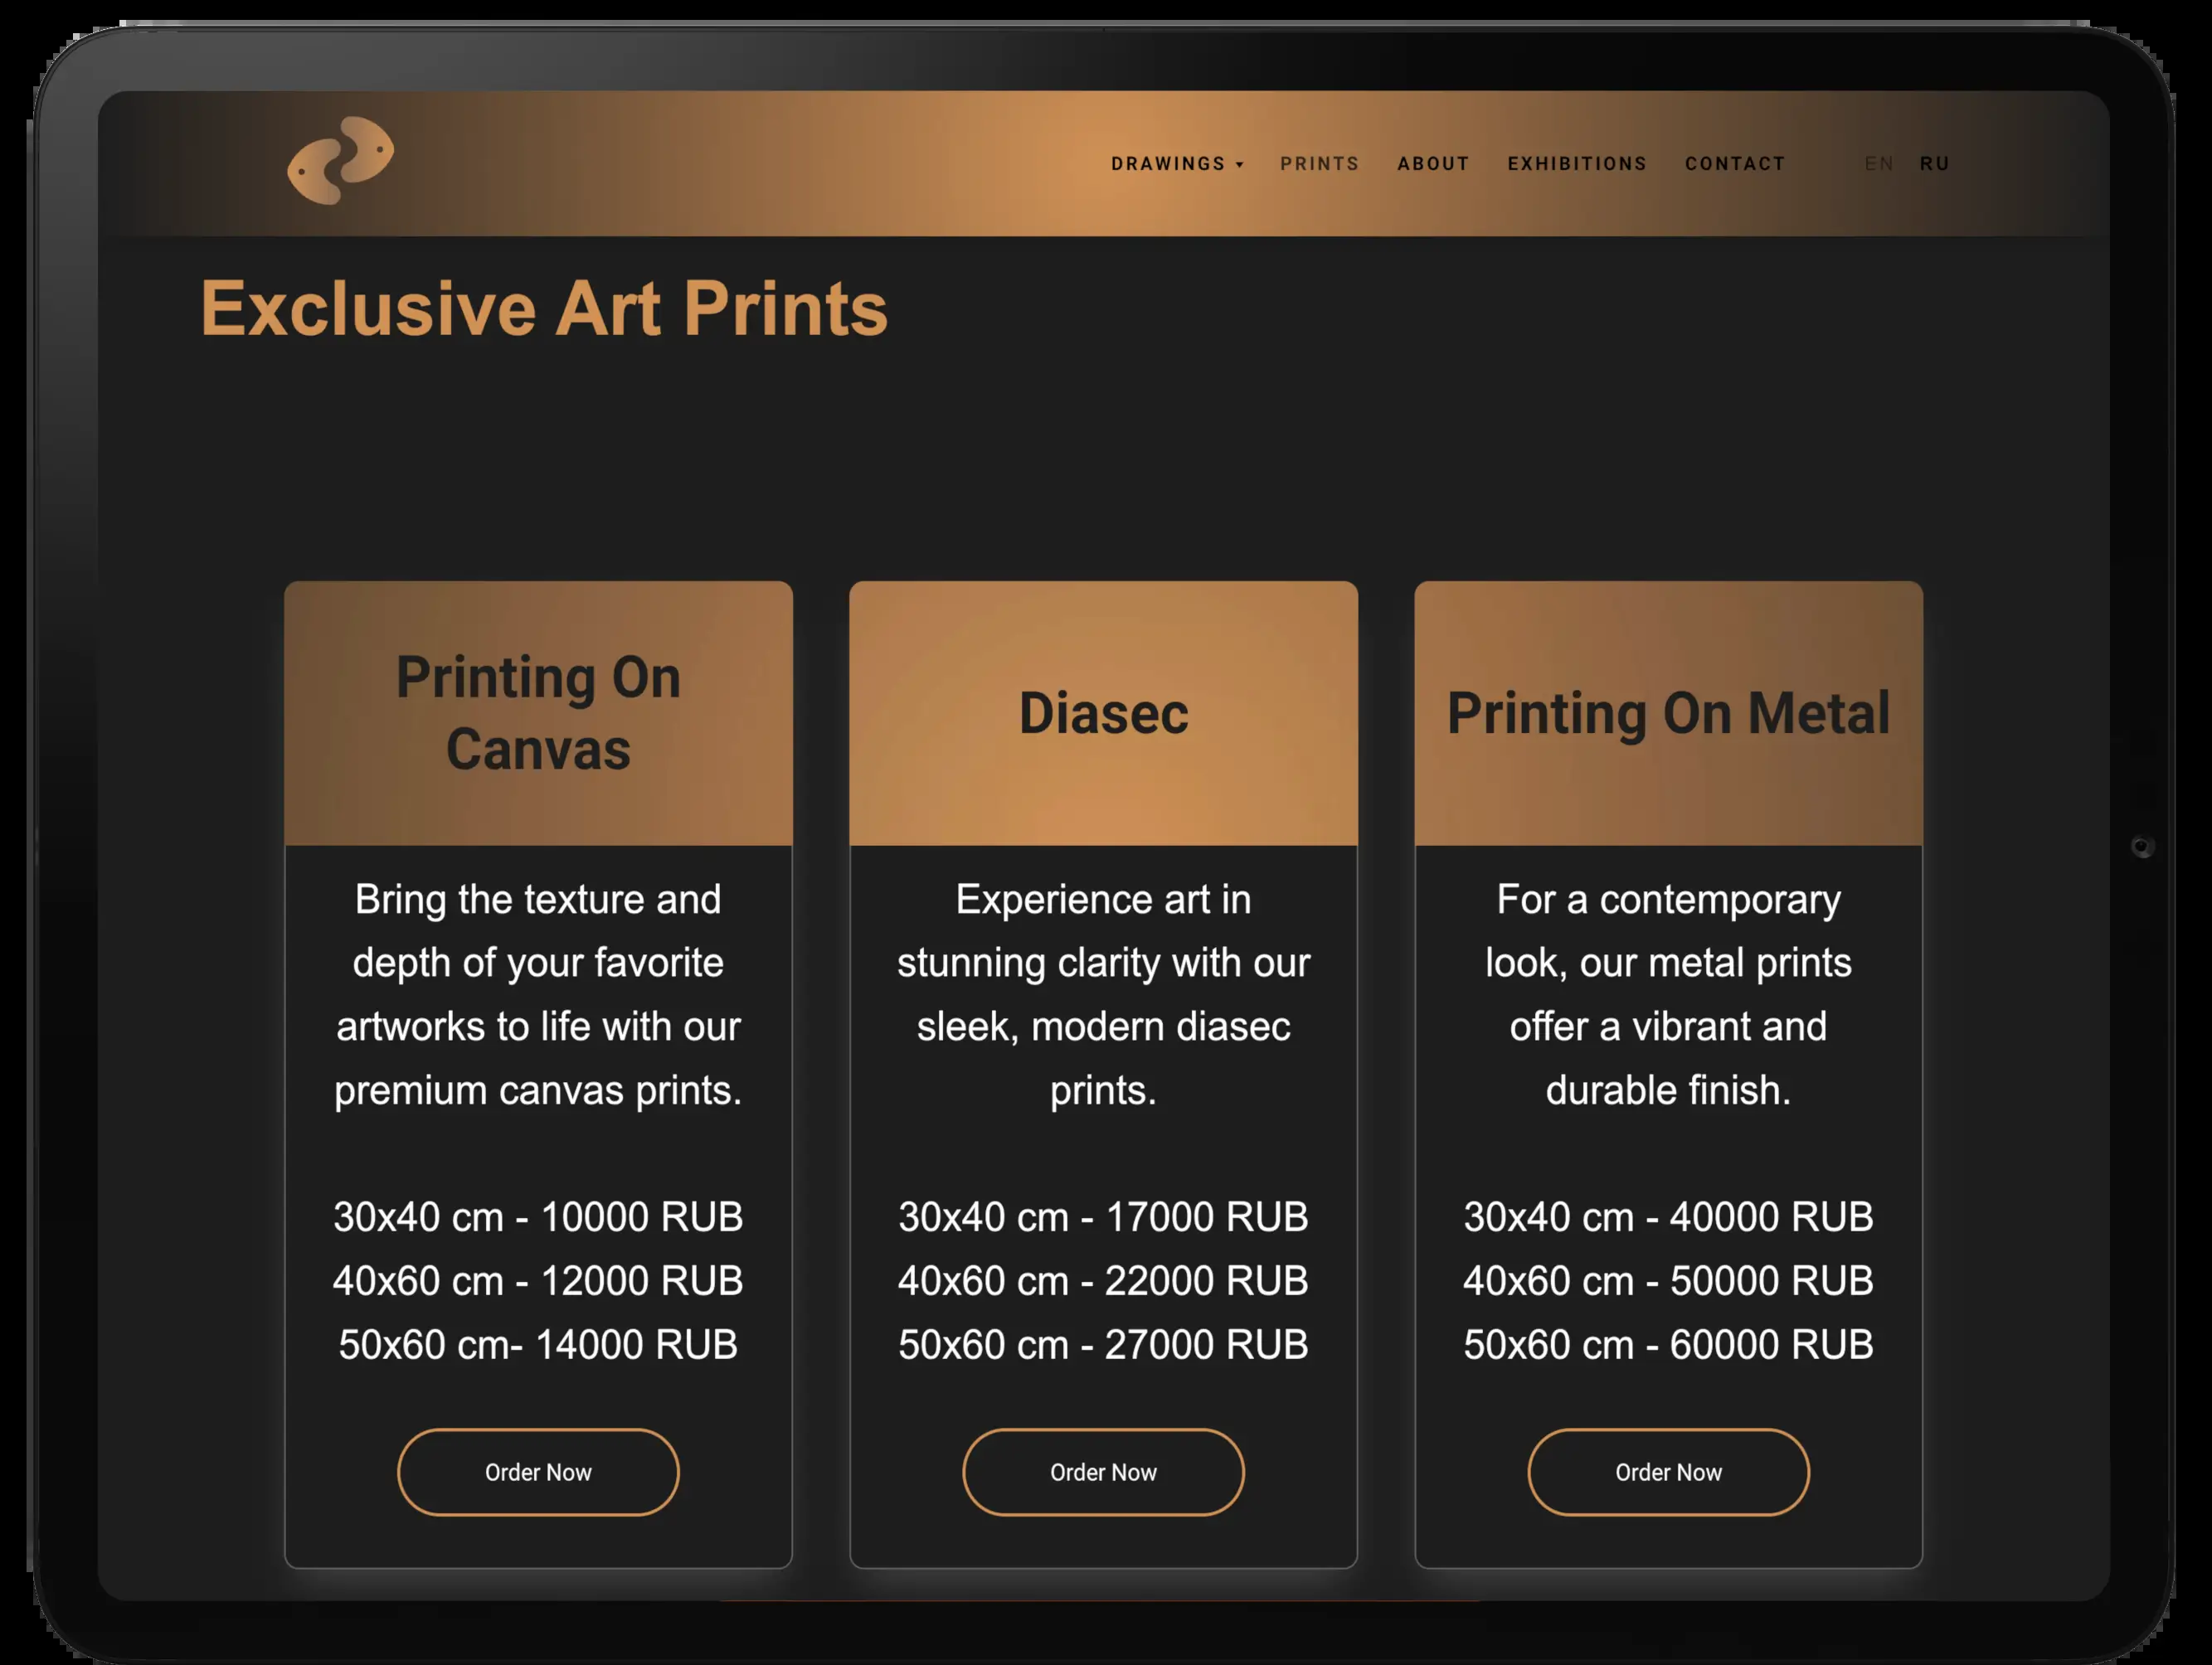 DRAWINGS PRINTS ABOUT EXHIBITIONS CONTACT EN RU
Exclusive Art Prints
Printing On
Canvas
Bring the texture and
depth of your favorite
artworks to life with our
premium canvas prints.
30x40 cm - 10000 RUB
40x60 cm - 12000 RUB
50x60 cm- 14000 RUB
Order Now
Diasec
Experience art in
stunning clarity with our
sleek, modern diasec
prints.
30x40 cm - 17000 RUB
40x60 cm - 22000 RUB
50x60 cm - 27000 RUB
Order Now
Printing On Metal
For a contemporary
look, our metal prints
offer a vibrant and
durable finish.
30x40 cm - 40000 RUB
40x60 cm - 50000 RUB
50x60 cm - 60000 RUB
Order Now